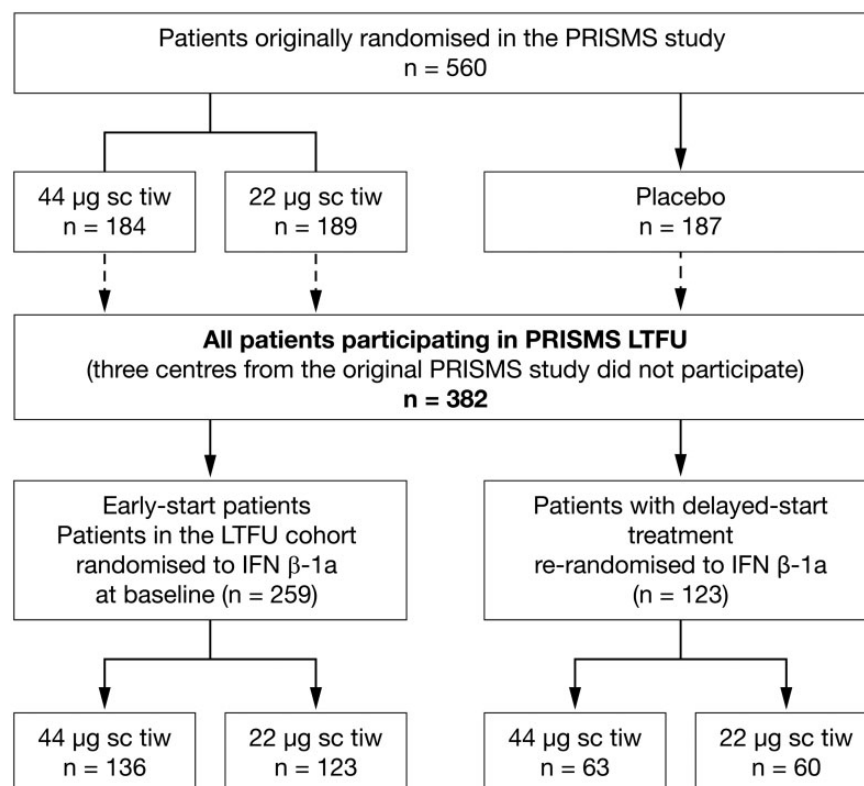 Patients originally randomised in the PRISMS study
n = 560
44 µg sc tiw
n = 184
22 µg sc tiw
n = 189
Placebo
n = 187
All patients participating in PRISMS LTFU
(three centres from the original PRISMS study did not participate)
n = 382
Early-start patients
Patients in the LTFU cohort
randomised to IFN β-1a
at baseline (n = 259)
Patients with delayed-start
treatment
re-randomised to IFN β-1a
(n = 123)
44 µg sc tiw
n = 136
22 µg sc tiw
n = 123
44 µg sc tiw
n = 63
22 µg sc tiw
n = 60